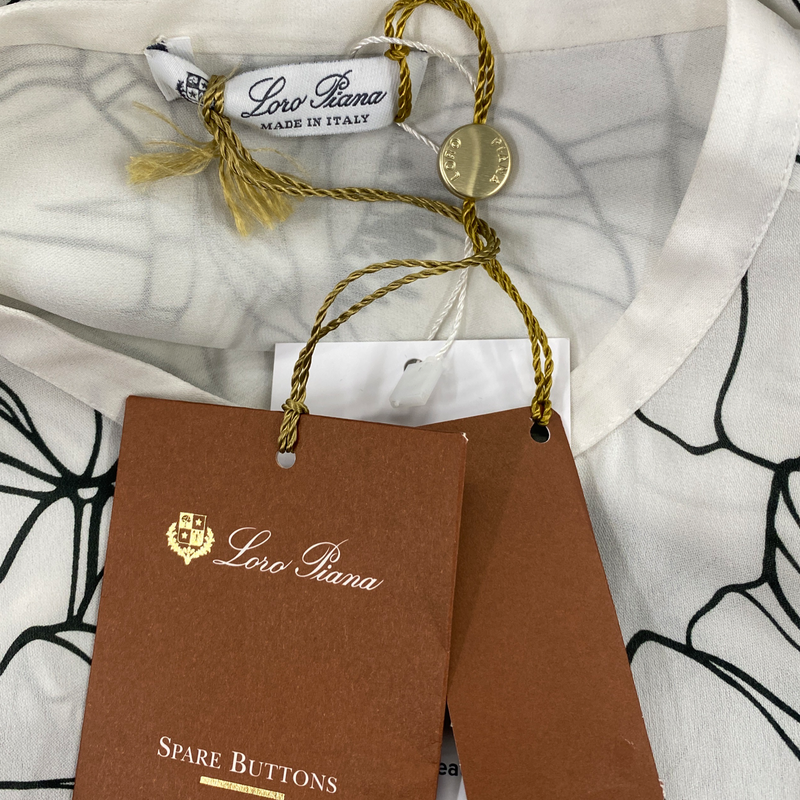 Loro Piana
MADE IN ITALY
LORO PIANA
Loro Piana
SPARE BUTTONS